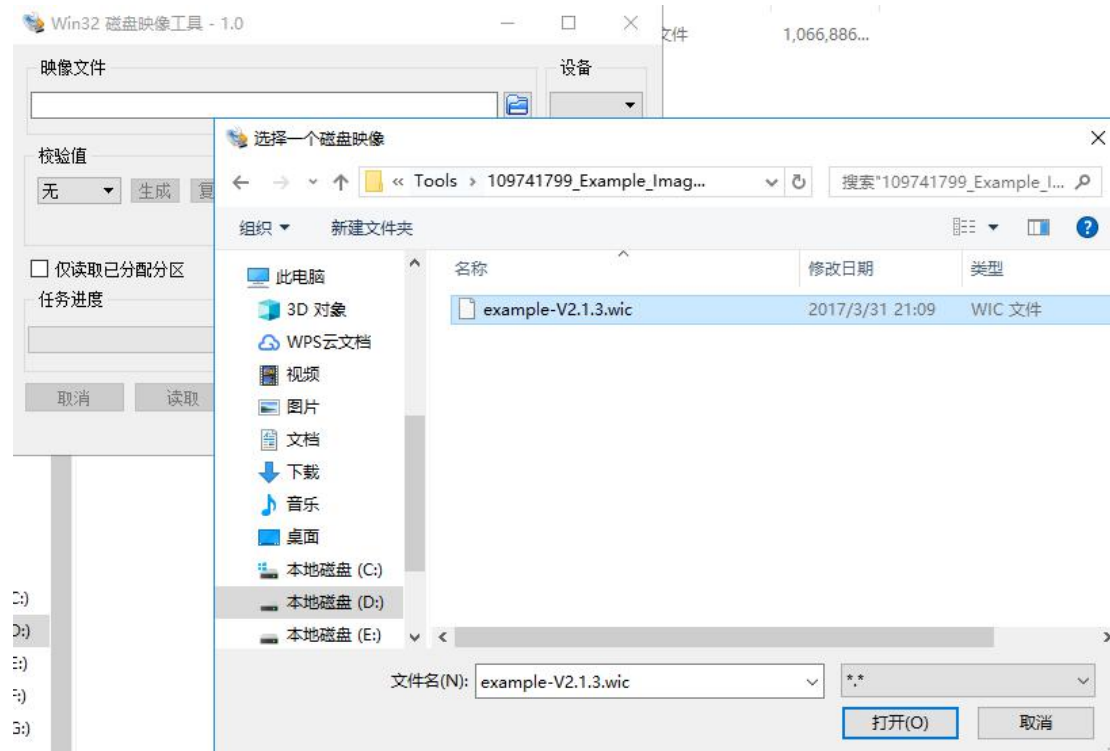 Win32 磁盘映像工具 - 1.0
文件 1,066,886...
映像文件
设备
校验值
无 生成 复
仅读取已分配分区
任务进度
取消 读取
选择一个磁盘映像
« Tools › 109741799_Example_Imag...
搜索"109741799_Example_I...
组织 新建文件夹
名称 修改日期 类型
example-V2.1.3.wic 2017/3/31 21:09 WIC 文件
此电脑
3D 对象
WPS云文档
视频
图片
文档
下载
音乐
桌面
本地磁盘 (C:)
本地磁盘 (D:)
本地磁盘 (E:)
C:)
D:)
E:)
F:)
G:)
文件名(N): example-V2.1.3.wic *.*
打开(O) 取消